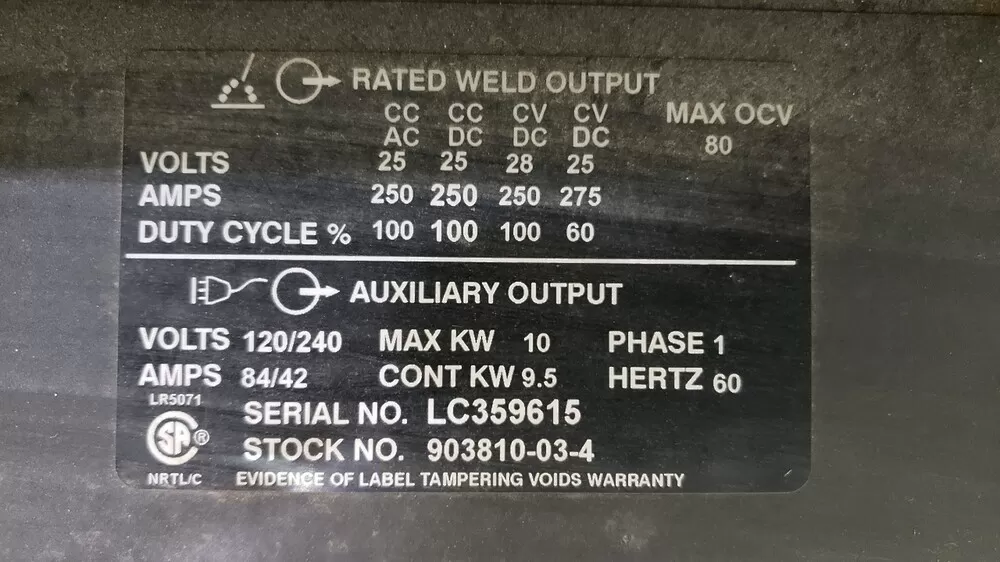 RATED WELD OUTPUT
CC CC CV CV MAX OCV
AC DC DC DC 80
VOLTS 25 25 28 25
AMPS 250 250 250 275
DUTY CYCLE % 100 100 100 60
AUXILIARY OUTPUT
VOLTS 120/240 MAX KW 10 PHASE 1
AMPS 84/42 CONT KW 9.5 HERTZ 60
LR5071
SERIAL NO. LC359615
SA ®
STOCK NO. 903810-03-4
NRTL/C EVIDENCE OF LABEL TAMPERING VOIDS WARRANTY